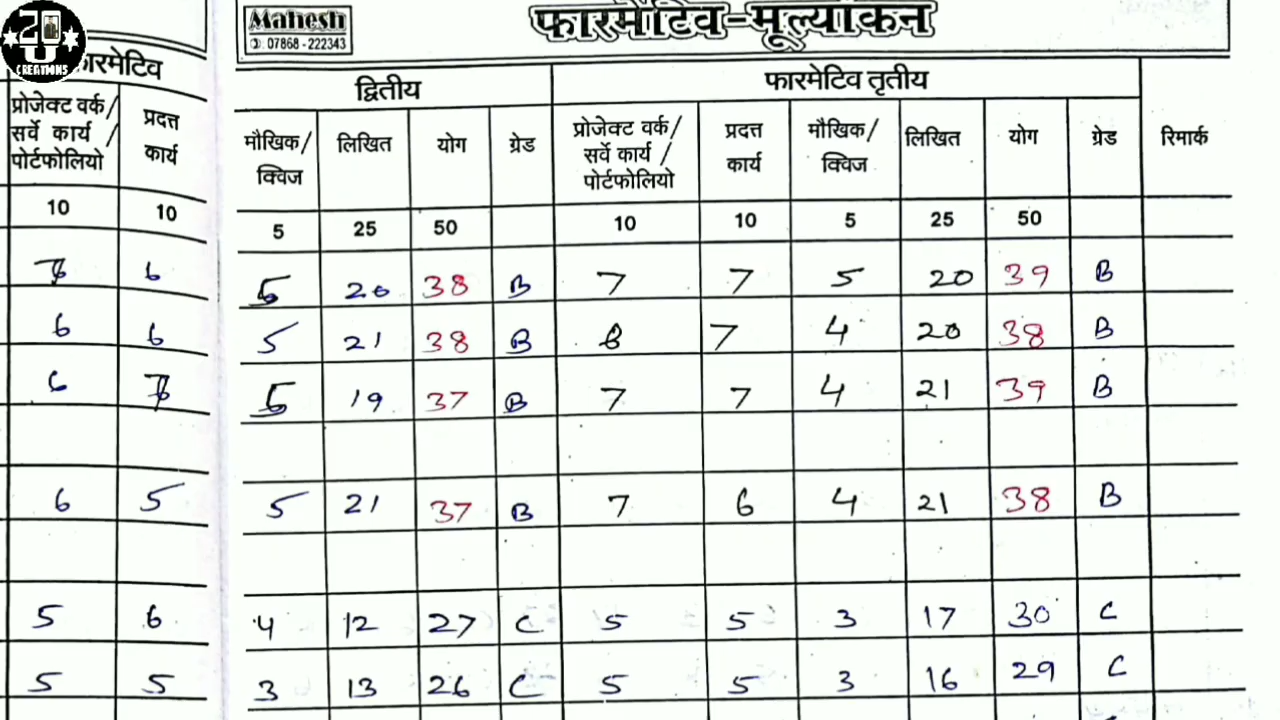 20
CREATIONS
Mahesh
07868 - 222343
फारमेटिव-मूल्यांकन
फारमेटिव द्वितीय फारमेटिव तृतीय
प्रोजेक्ट वर्क/ सर्वे कार्य / पोर्टफोलियो प्रदत्त कार्य मौखिक/ क्विज लिखित योग ग्रेड प्रोजेक्ट वर्क/ सर्वे कार्य / पोर्टफोलियो प्रदत्त कार्य मौखिक/ क्विज लिखित योग ग्रेड रिमार्क
10 10 5 25 50 10 10 5 25 50
6 5 20 38 B 7 7 5 20 39 B
6 6 5 21 38 B 6 7 4 20 38 B
6 5 19 37 B 7 7 4 21 39 B
6 5 5 21 37 B 7 6 4 21 38 B
5 6 4 12 27 C 5 5 3 17 30 C
5 5 3 13 26 C 5 5 3 16 29 C